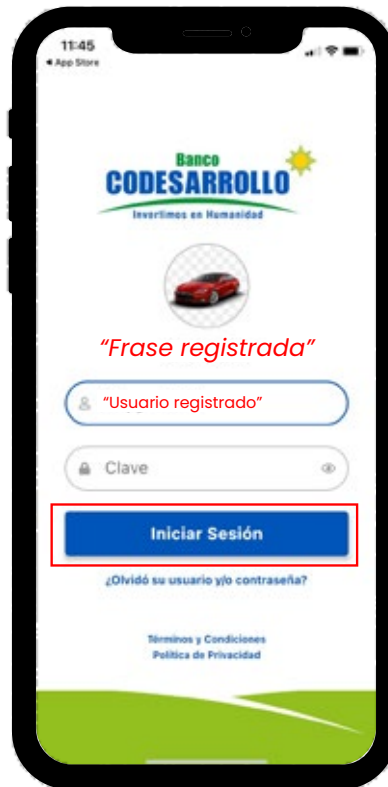 11:45
◀ App Store
Banco
CODESARROLLO
Invertimos en Humanidad
“Frase registrada”
“Usuario registrado”
Clave
Iniciar Sesión
¿Olvidó su usuario y/o contraseña?
Términos y Condiciones
Política de Privacidad